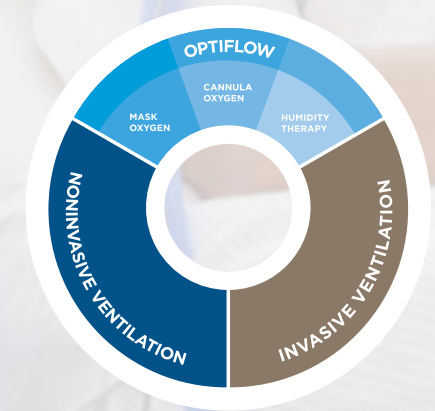 OPTIFLOW
MASK
OXYGEN
CANNULA
OXYGEN
HUMIDITY
THERAPY
NONINVASIVE VENTILATION
INVASIVE VENTILATION